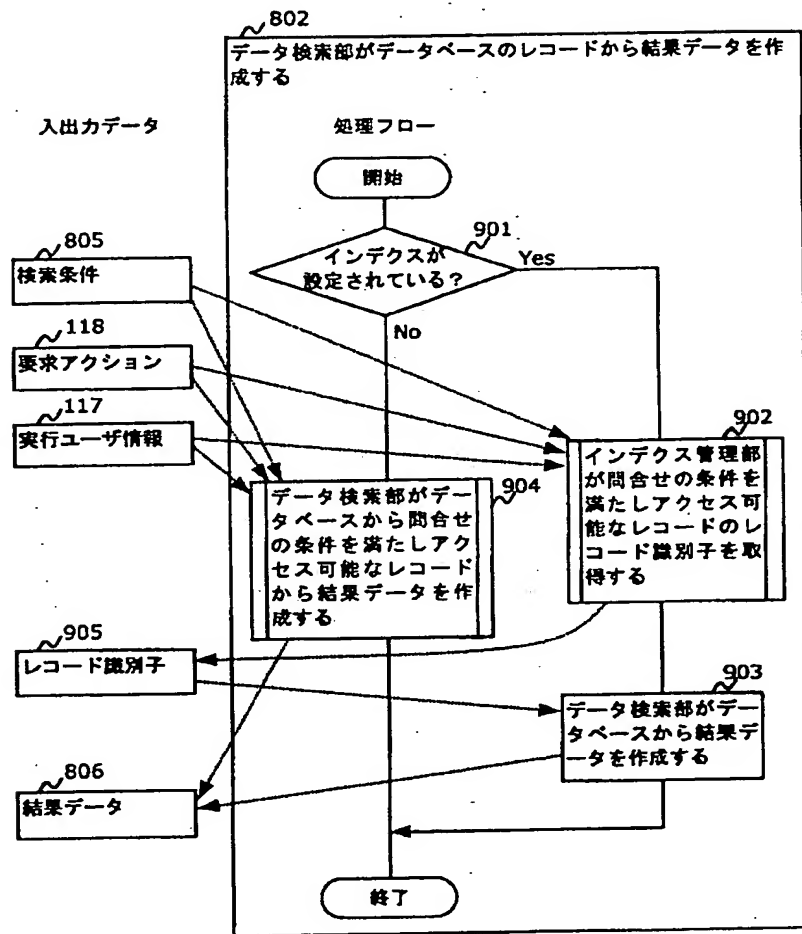 802
データ検索部がデータベースのレコードから結果データを作
成する
入出力データ
処理フロー
開始
901
インデクスが
設定されている？
Yes
No
805
検索条件
118
要求アクション
117
実行ユーザ情報
902
インデクス管理部
が問合せの条件を
満たしアクセス可
能なレコードのレ
コード識別子を取
得する
904
データ検索部がデー
タベースから問合せ
の条件を満たしアク
セス可能なレコード
から結果データを作
成する
905
レコード識別子
903
データ検索部がデー
タベースから結果デ
ータを作成する
806
結果データ
終了